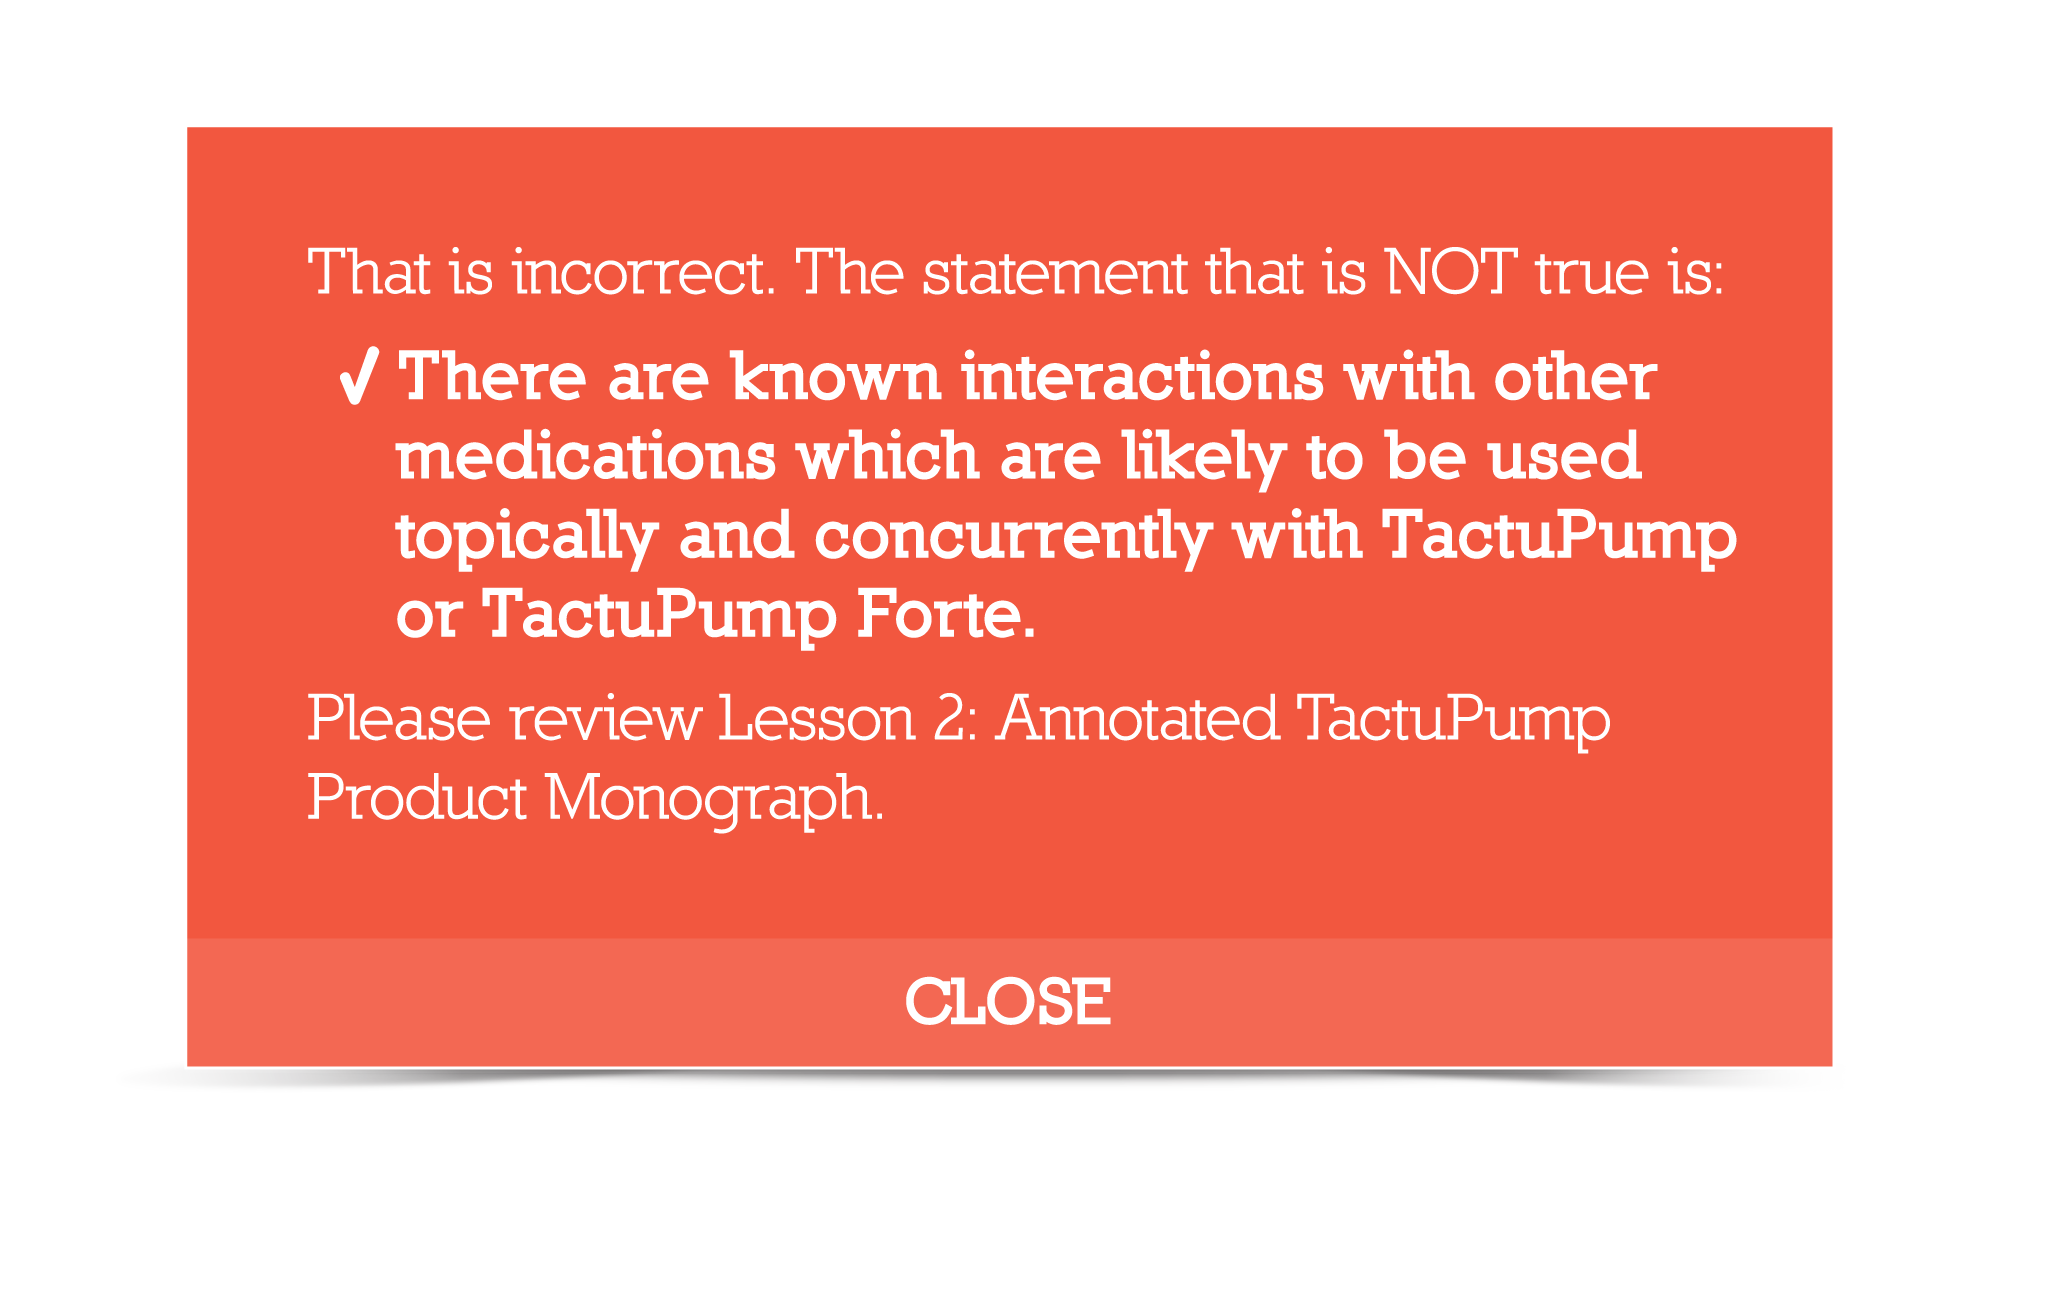 That is incorrect. The statement that is NOT true is:
✓ There are known interactions with other
medications which are likely to be used
topically and concurrently with TactuPump
or TactuPump Forte.
Please review Lesson 2: Annotated TactuPump
Product Monograph.
CLOSE